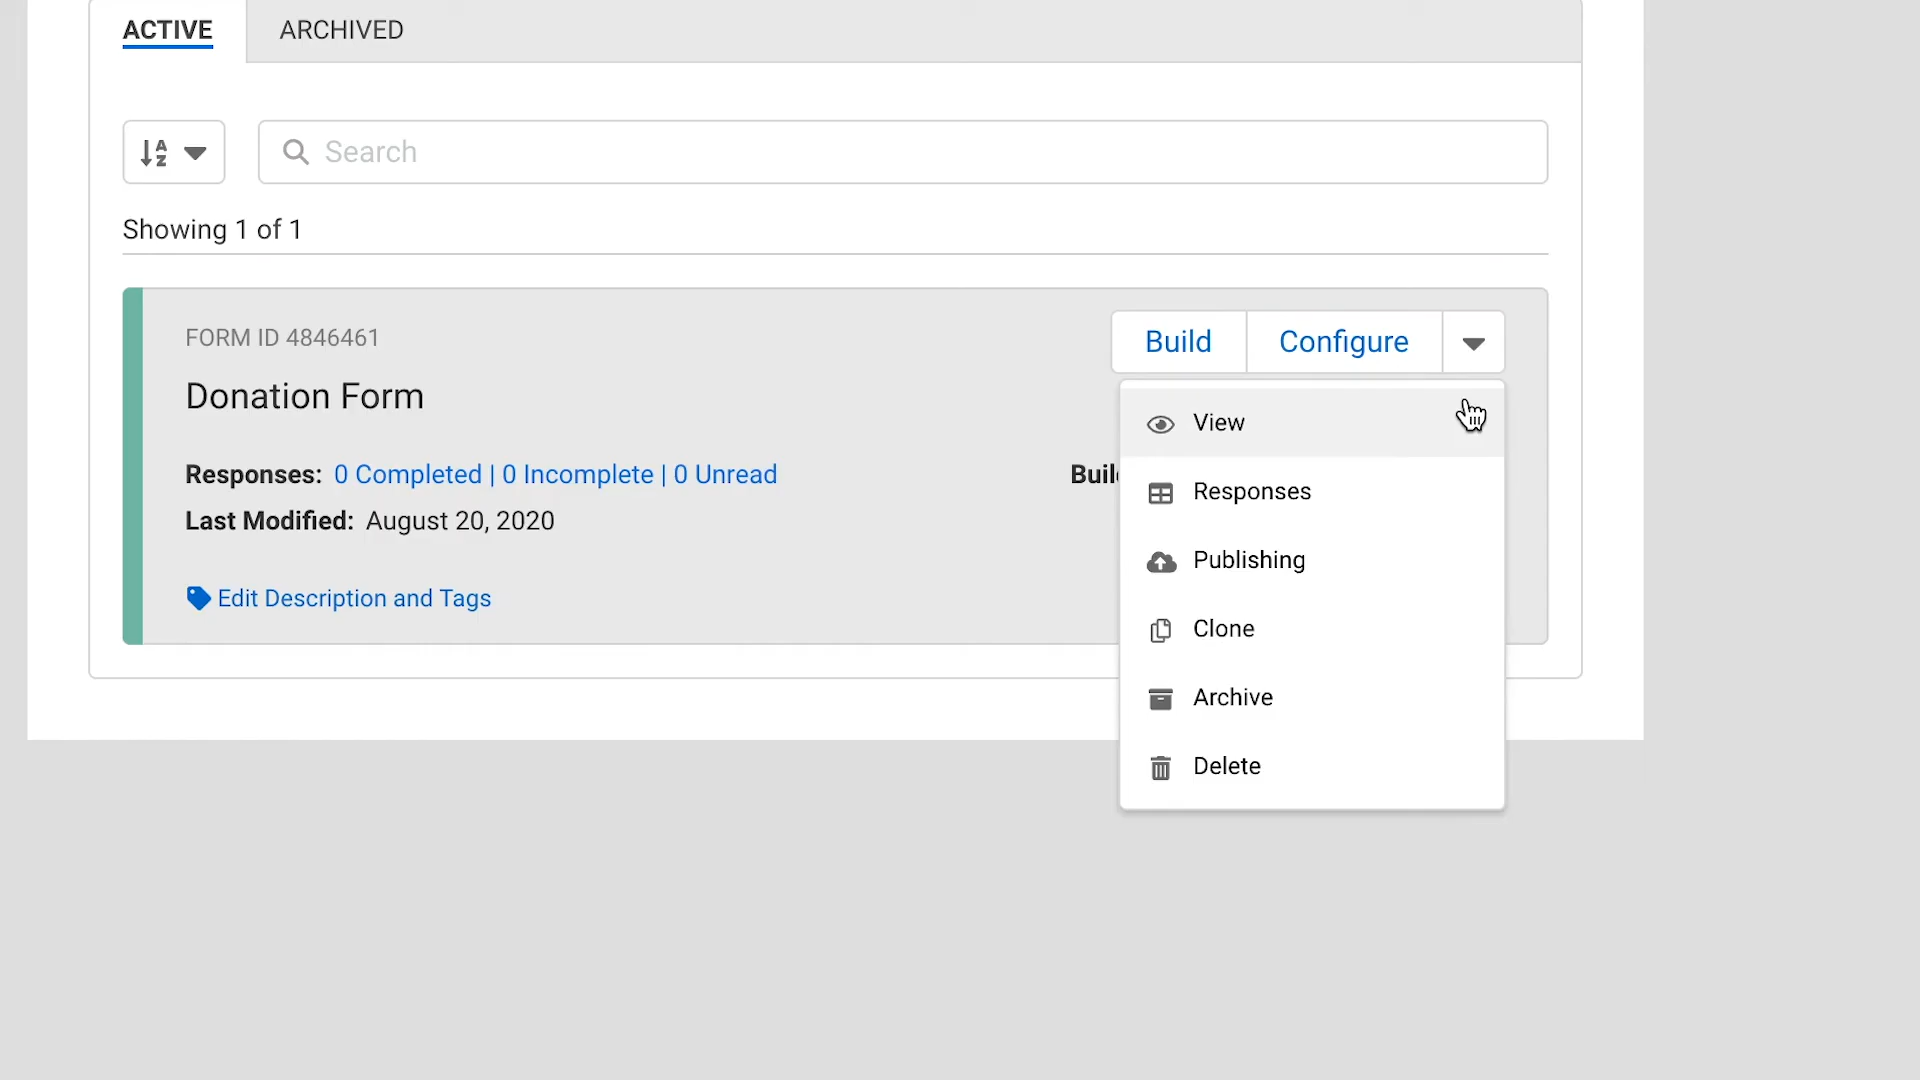 ACTIVE
ARCHIVED
Search
Showing 1 of 1
FORM ID 4846461
Build
Configure
Donation Form
View
Responses: 0 Completed | 0 Incomplete | 0 Unread
Responses
Last Modified: August 20, 2020
Publishing
Edit Description and Tags
Clone
Archive
Delete